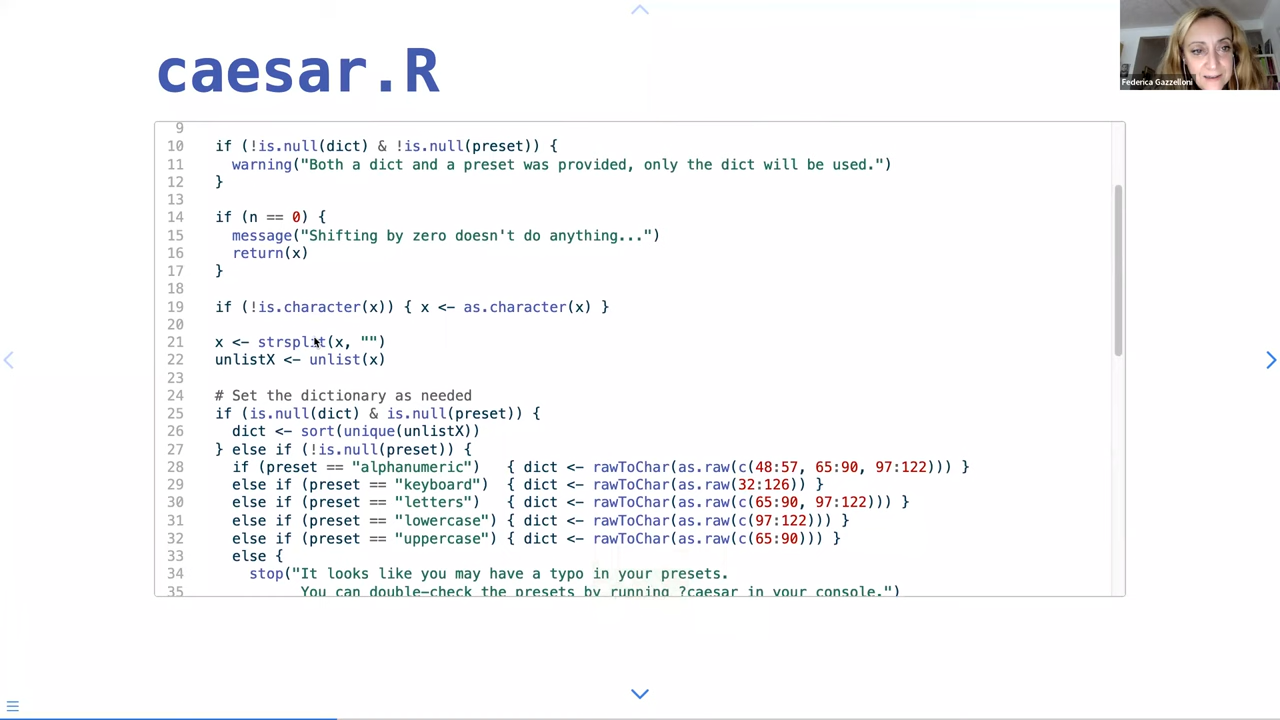 caesar.R
Federica Gazzelloni
9
10 if (!is.null(dict) & !is.null(preset)) {
11 warning("Both a dict and a preset was provided, only the dict will be used.")
12 }
13
14 if (n == 0) {
15 message("Shifting by zero doesn't do anything...")
16 return(x)
17 }
18
19 if (!is.character(x)) { x <- as.character(x) }
20
21 x <- strsplit(x, "")
22 unlistX <- unlist(x)
23
24 # Set the dictionary as needed
25 if (is.null(dict) & is.null(preset)) {
26 dict <- sort(unique(unlistX))
27 } else if (!is.null(preset)) {
28 if (preset == "alphanumeric") { dict <- rawToChar(as.raw(c(48:57, 65:90, 97:122))) }
29 else if (preset == "keyboard") { dict <- rawToChar(as.raw(32:126)) }
30 else if (preset == "letters") { dict <- rawToChar(as.raw(c(65:90, 97:122))) }
31 else if (preset == "lowercase") { dict <- rawToChar(as.raw(c(97:122))) }
32 else if (preset == "uppercase") { dict <- rawToChar(as.raw(c(65:90))) }
33 else {
34 stop("It looks like you may have a typo in your presets.
35 You can double-check the presets by running ?caesar in your console.")